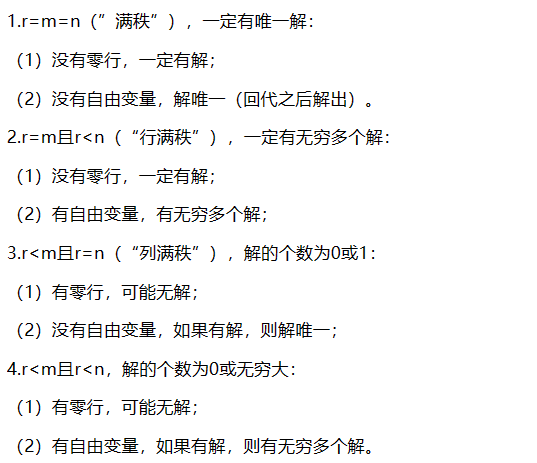 1.r=m=n（”满秩”），一定有唯一解：
（1）没有零行，一定有解；
（2）没有自由变量，解唯一（回代之后解出）。
2.r=m且r<n（“行满秩”），一定有无穷多个解：
（1）没有零行，一定有解；
（2）有自由变量，有无穷多个解；
3.r<m且r=n（“列满秩”），解的个数为0或1：
（1）有零行，可能无解；
（2）没有自由变量，如果有解，则解唯一；
4.r<m且r<n，解的个数为0或无穷大：
（1）有零行，可能无解；
（2）有自由变量，如果有解，则有无穷多个解。